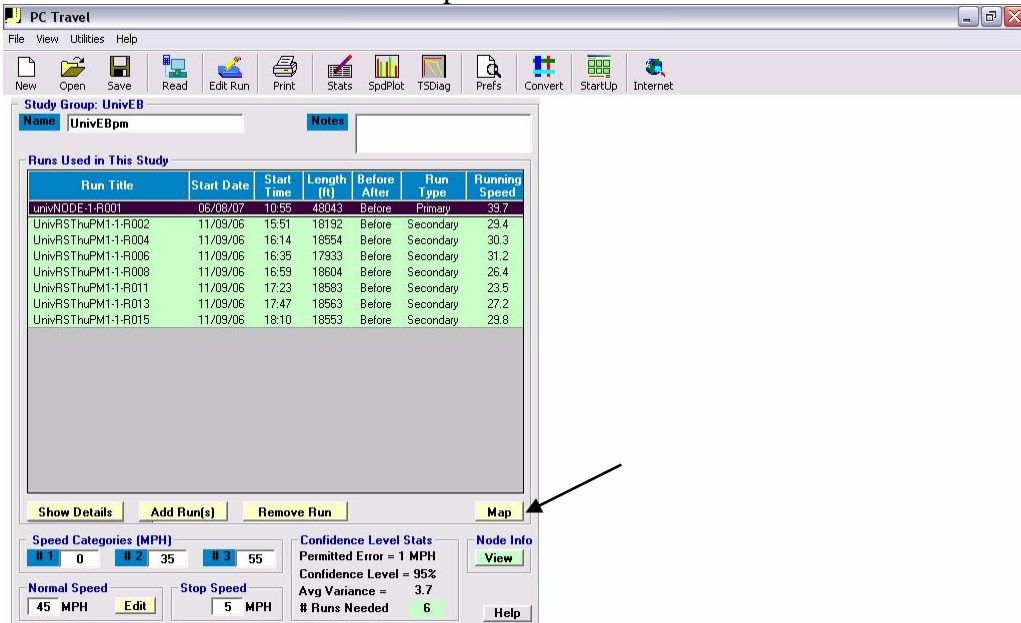 PC Travel
File View Utilities Help
New Open Save Read Edit Run Print Stats SpdPlot TSDiag Prefs Convert StartUp Internet
Study Group: UnivEB
Name UnivEBpm Notes
Runs Used in This Study
Run Title Start Date Start Time Length (ft) Before After Run Type Running Speed
univNODE-1-R001 06/08/07 10:55 48043 Before Primary 39.7
UnivRSThuPM1-1-R002 11/09/06 15:51 18192 Before Secondary 29.4
UnivRSThuPM1-1-R004 11/09/06 16:14 18554 Before Secondary 30.3
UnivRSThuPM1-1-R006 11/09/06 16:35 17933 Before Secondary 31.2
UnivRSThuPM1-1-R008 11/09/06 16:59 18604 Before Secondary 26.4
UnivRSThuPM1-1-R011 11/09/06 17:23 18583 Before Secondary 23.5
UnivRSThuPM1-1-R013 11/09/06 17:47 18563 Before Secondary 27.2
UnivRSThuPM1-1-R015 11/09/06 18:10 18553 Before Secondary 29.8
Show Details Add Run(s) Remove Run Map
Speed Categories (MPH)
# 1 0 # 2 35 # 3 55
Normal Speed
45 MPH Edit
Stop Speed
5 MPH
Confidence Level Stats
Permitted Error = 1 MPH
Confidence Level = 95%
Avg Variance = 3.7
# Runs Needed 6
Node Info
View
Help